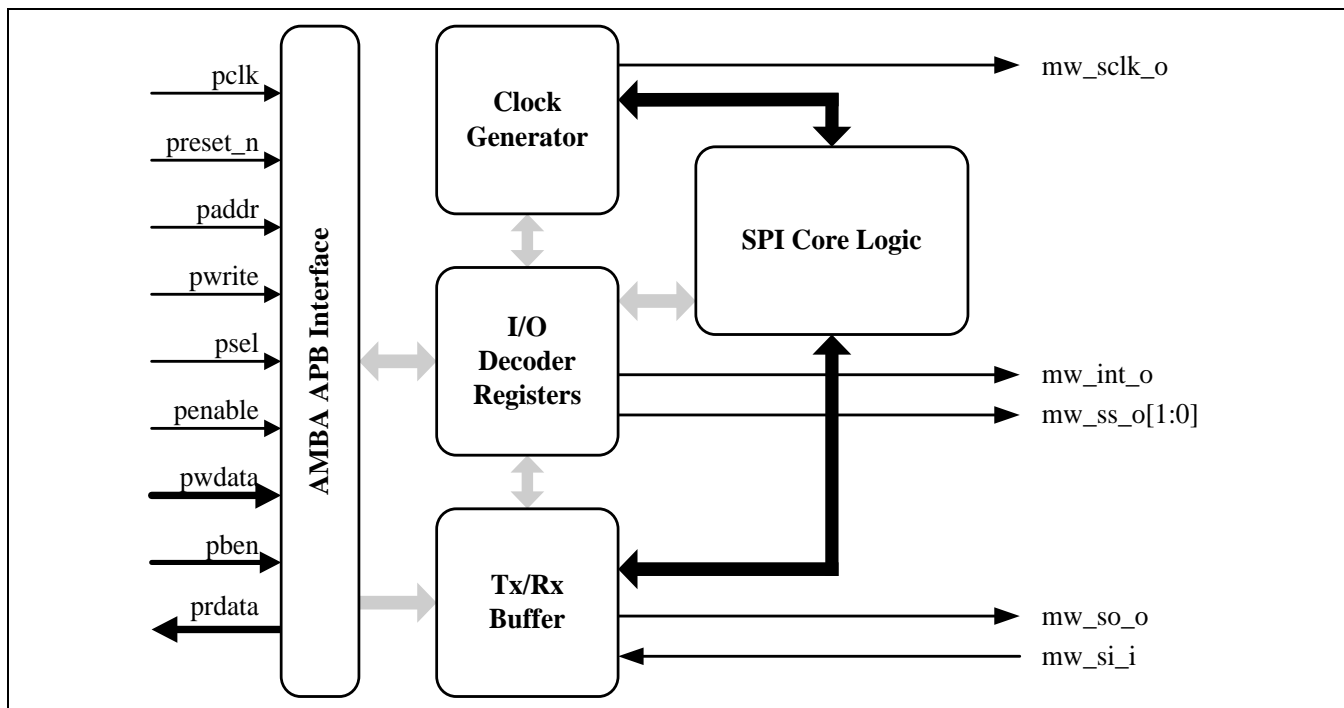 pclk
preset_n
paddr
pwrite
psel
penable
pwdata
pben
prdata
AMBA APB Interface
Clock
Generator
I/O
Decoder
Registers
Tx/Rx
Buffer
SPI Core Logic
mw_sclk_o
mw_int_o
mw_ss_o[1:0]
mw_so_o
mw_si_i